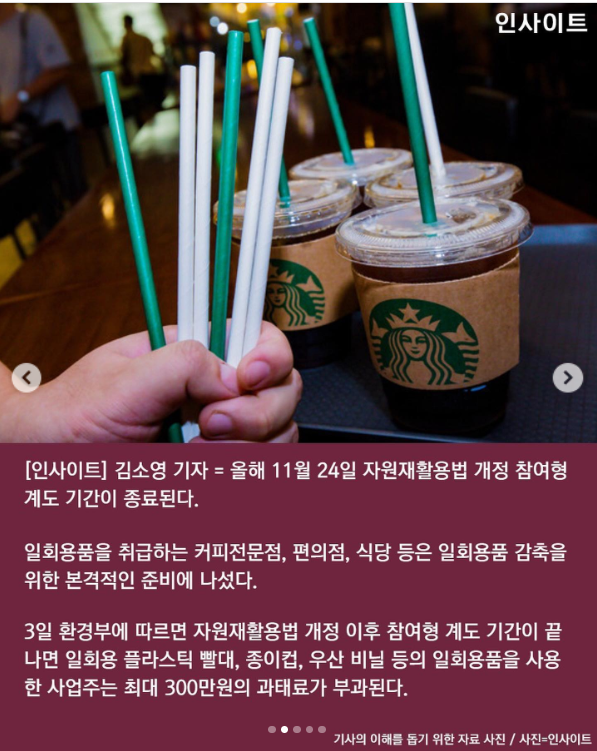 인사이트
[인사이트] 김소영 기자 = 올해 11월 24일 자원재활용법 개정 참여형
계도 기간이 종료된다.
일회용품을 취급하는 커피전문점, 편의점, 식당 등은 일회용품 감축을
위한 본격적인 준비에 나섰다.
3일 환경부에 따르면 자원재활용법 개정 이후 참여형 계도 기간이 끝
나면 일회용 플라스틱 빨대, 종이컵, 우산 비닐 등의 일회용품을 사용
한 사업주는 최대 300만원의 과태료가 부과된다.
기사의 이해를 돕기 위한 자료 사진 / 사진=인사이트